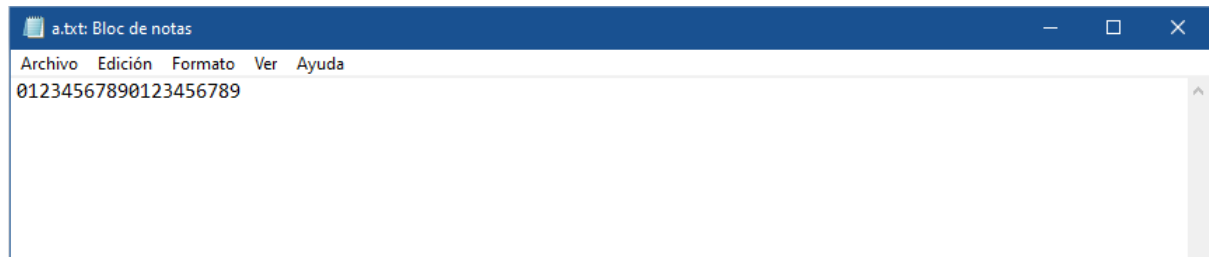 a.txt: Bloc de notas
Archivo Edición Formato Ver Ayuda
01234567890123456789